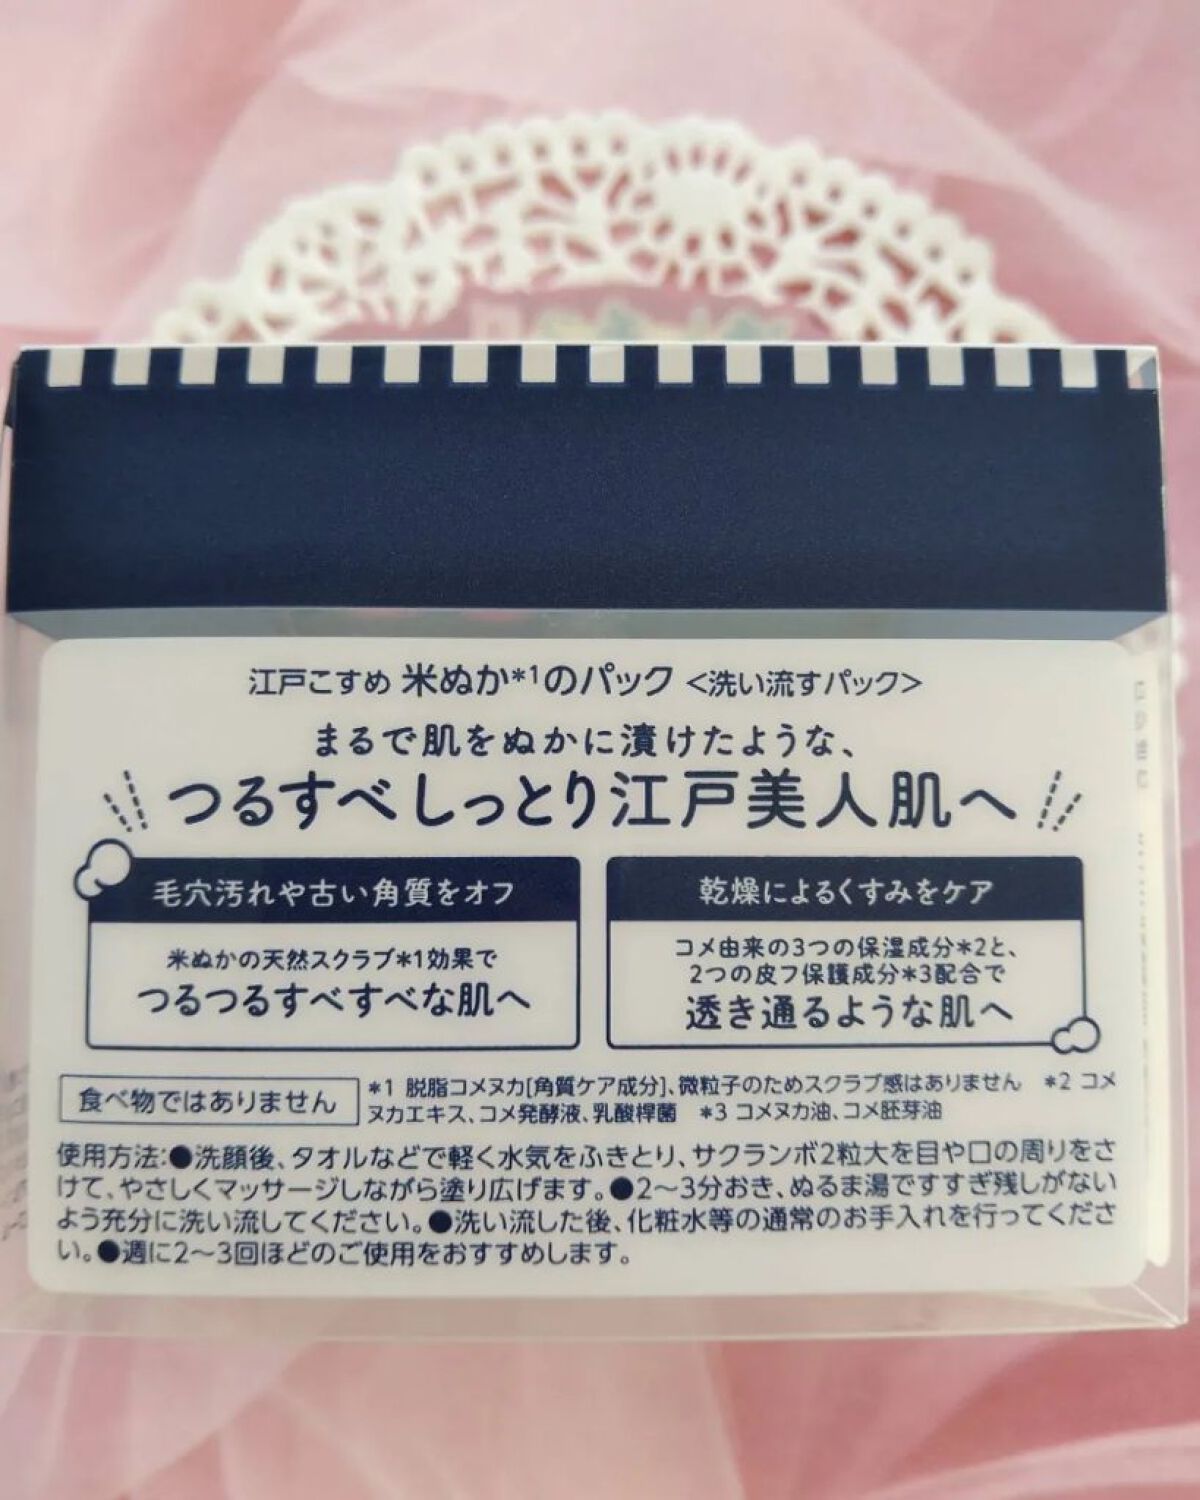 江戸こすめ 米ぬか*1のパック <洗い流すパック>
まるで肌をぬかに漬けたような、
つるすべしっとり江戸美人肌へ
毛穴汚れや古い角質をオフ
米ぬかの天然スクラブ*1効果で
つるつるすべすべな肌へ
乾燥によるくすみをケア
コメ由来の3つの保湿成分*2と、
2つの皮フ保護成分*3配合で
透き通るような肌へ
食べ物ではありません
*1 脱脂コメヌカ[角質ケア成分]、微粒子のためスクラブ感はありません *2 コメ
ヌカエキス、コメ発酵液、乳酸桿菌 *3 コメヌカ油、コメ胚芽油
使用方法:●洗顔後、タオルなどで軽く水気をふきとり、サクランボ2粒大を目や口の周りをさ
けて、やさしくマッサージしながら塗り広げます。●2～3分おき、ぬるま湯ですすぎ残しがない
よう充分に洗い流してください。●洗い流した後、化粧水等の通常のお手入れを行ってくださ
い。●週に2～3回ほどのご使用をおすすめします。